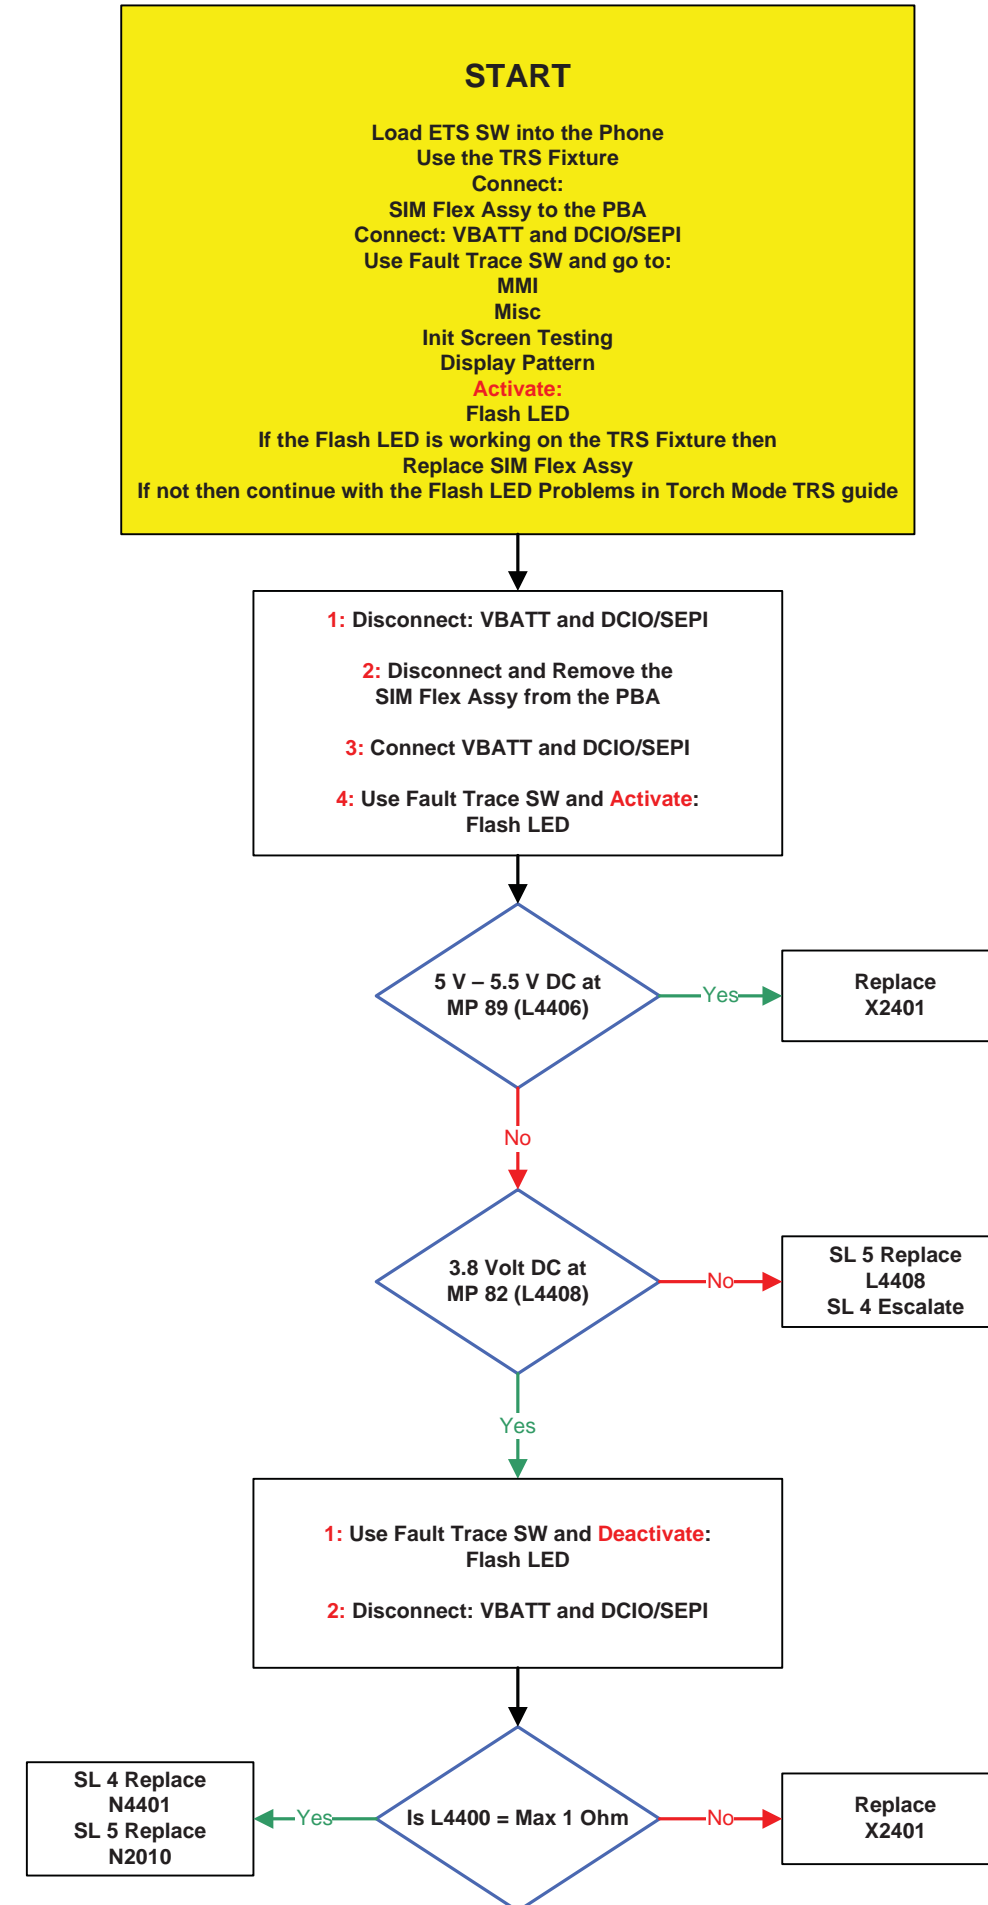 START
Load ETS SW into the Phone
Use the TRS Fixture
Connect:
SIM Flex Assy to the PBA
Connect: VBATT and DCIO/SEPI
Use Fault Trace SW and go to:
MMI
Misc
Init Screen Testing
Display Pattern
Activate:
Flash LED
If the Flash LED is working on the TRS Fixture then
Replace SIM Flex Assy
If not then continue with the Flash LED Problems in Torch Mode TRS guide
1: Disconnect: VBATT and DCIO/SEPI
2: Disconnect and Remove the
SIM Flex Assy from the PBA
3: Connect VBATT and DCIO/SEPI
4: Use Fault Trace SW and Activate:
Flash LED
5 V – 5.5 V DC at
MP 89 (L4406)
Yes
Replace
X2401
No
3.8 Volt DC at
MP 82 (L4408)
No
SL 5 Replace
L4408
SL 4 Escalate
Yes
1: Use Fault Trace SW and Deactivate:
Flash LED
2: Disconnect: VBATT and DCIO/SEPI
SL 4 Replace
N4401
SL 5 Replace
N2010
Yes
Is L4400 = Max 1 Ohm
No
Replace
X2401